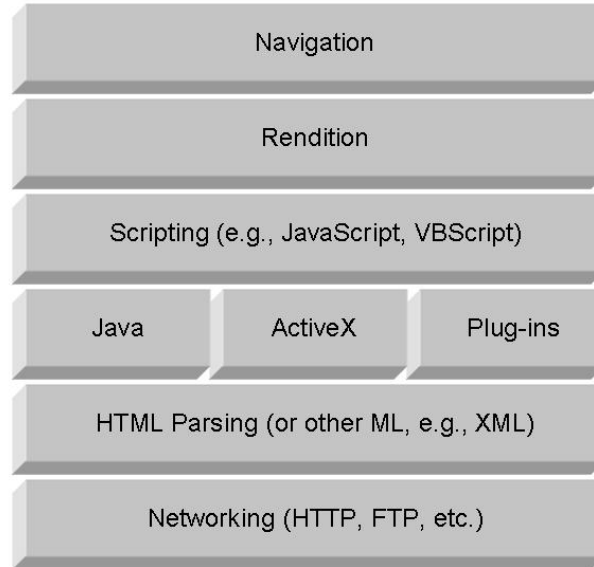 Navigation
Rendition
Scripting (e.g., JavaScript, VBScript)
Java
ActiveX
Plug-ins
HTML Parsing (or other ML, e.g., XML)
Networking (HTTP, FTP, etc.)